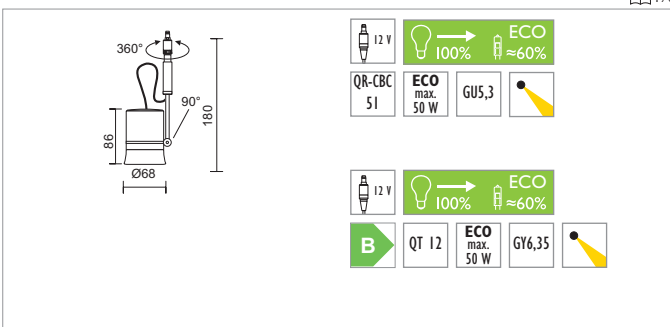 360°
90°
180
86
Ø68
12 V
100%
ECO
≈60%
QR-CBC
51
ECO
max.
50 W
GU5,3
12 V
100%
ECO
≈60%
B
QT 12
ECO
max.
50 W
GY6,35